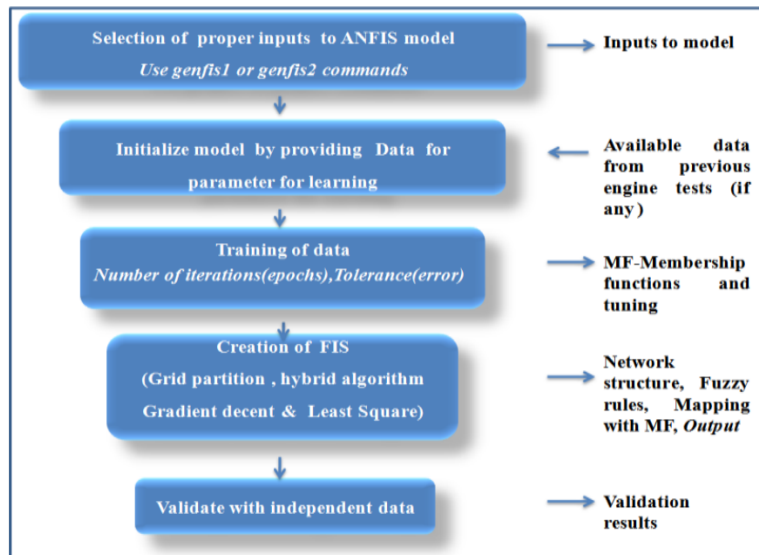 Selection of proper inputs to ANFIS model
Use genfis1 or genfis2 commands
Inputs to model
Initialize model by providing Data for
parameter for learning
Available data
from previous
engine tests (if
any)
Training of data
Number of iterations(epochs),Tolerance(error)
MF-Membership
functions and
tuning
Creation of FIS
(Grid partition , hybrid algorithm
Gradient decent & Least Square)
Network
structure, Fuzzy
rules, Mapping
with MF, Output
Validate with independent data
Validation
results